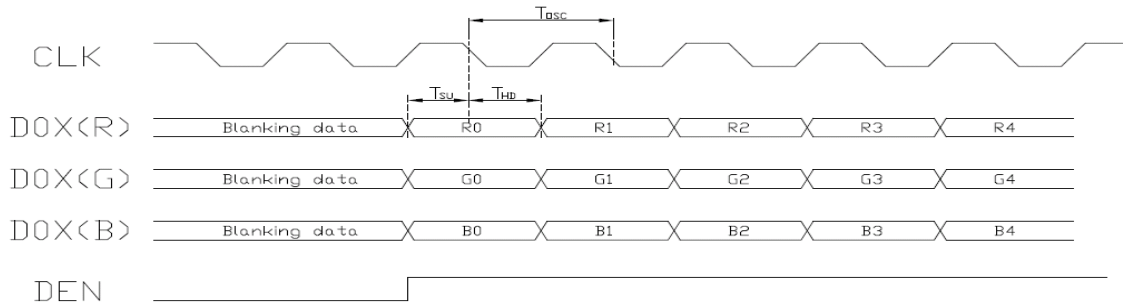 Tosc
CLK
Tsu THD
DOX(R) Blanking data R0 R1 R2 R3 R4
DOX(G) Blanking data G0 G1 G2 G3 G4
DOX(B) Blanking data B0 B1 B2 B3 B4
DEN